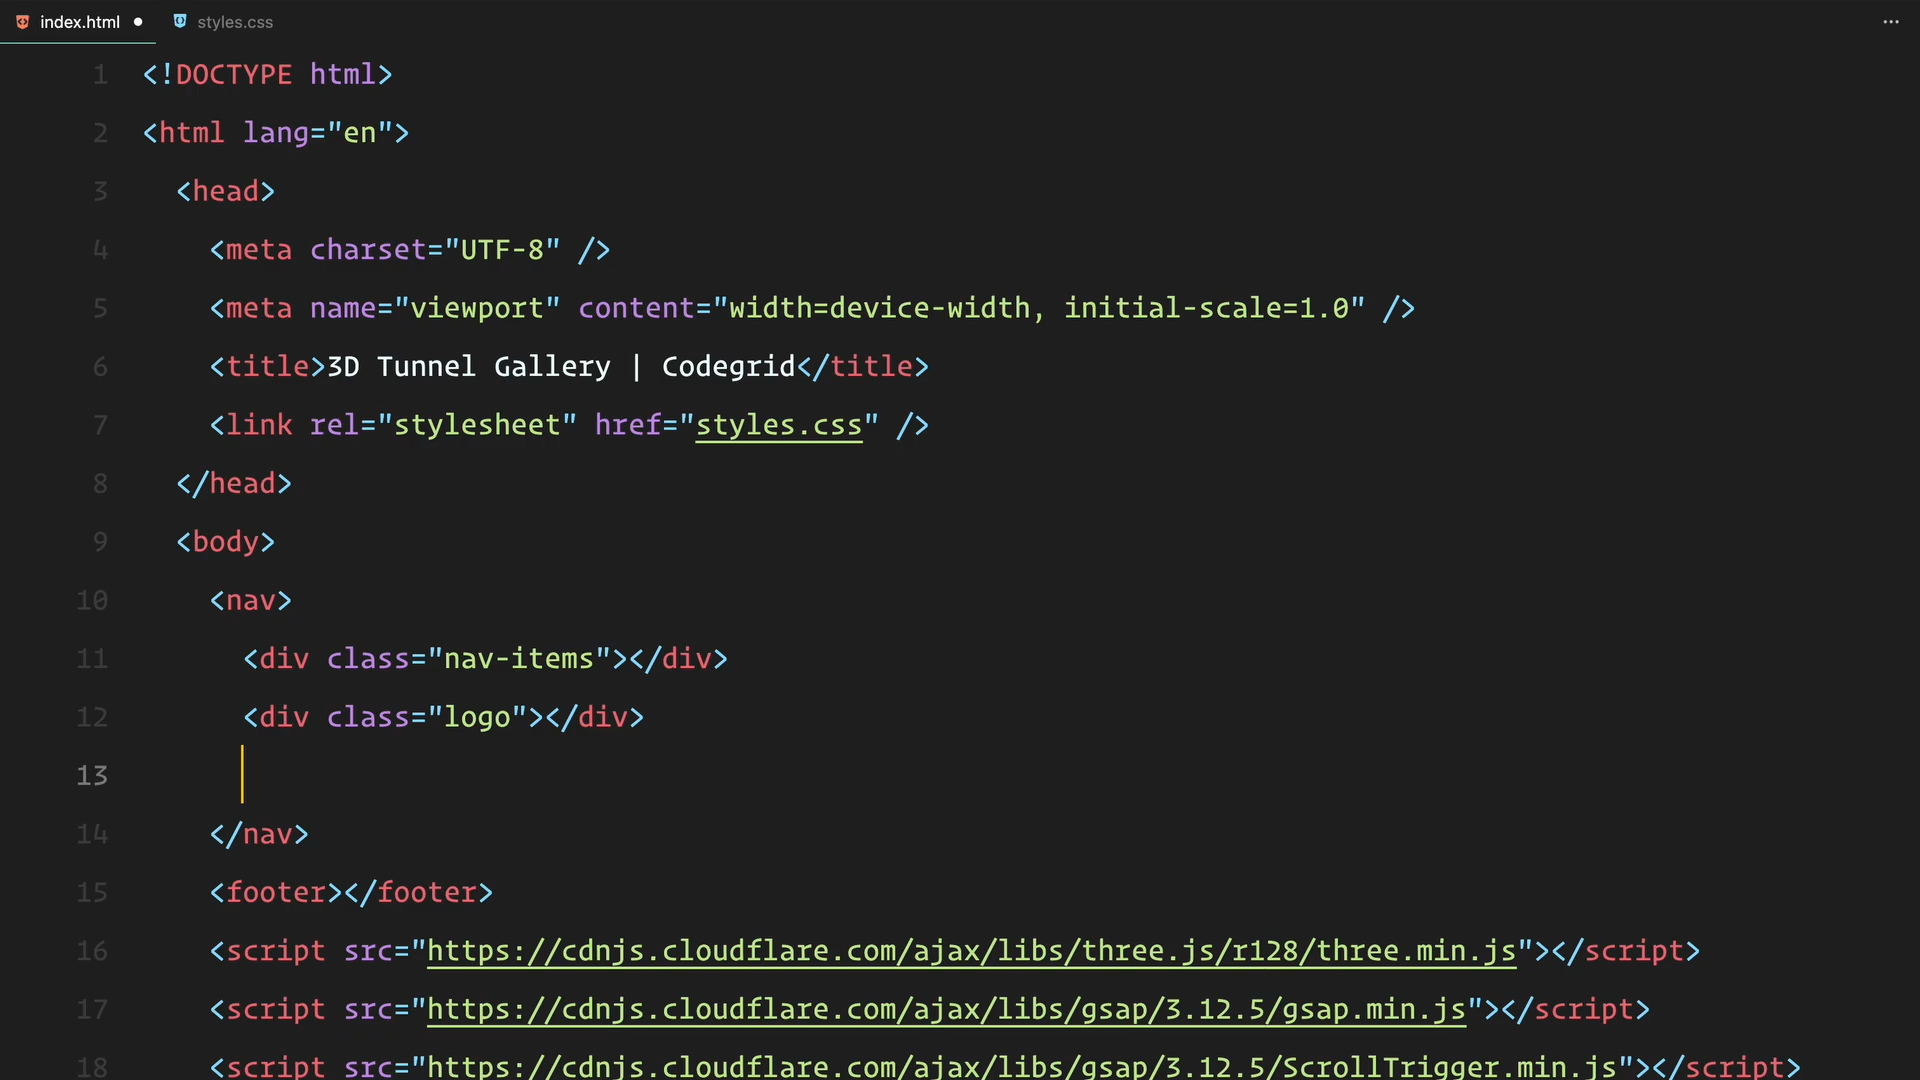 index.html ● styles.css ...
1 <!DOCTYPE html>
2 <html lang="en">
3 <head>
4 <meta charset="UTF-8" />
5 <meta name="viewport" content="width=device-width, initial-scale=1.0" />
6 <title>3D Tunnel Gallery | Codegrid</title>
7 <link rel="stylesheet" href="styles.css" />
8 </head>
9 <body>
10 <nav>
11 <div class="nav-items"></div>
12 <div class="logo"></div>
13
14 </nav>
15 <footer></footer>
16 <script src="https://cdnjs.cloudflare.com/ajax/libs/three.js/r128/three.min.js"></script>
17 <script src="https://cdnjs.cloudflare.com/ajax/libs/gsap/3.12.5/gsap.min.js"></script>
18 <script src="https://cdnjs.cloudflare.com/ajax/libs/gsap/3.12.5/ScrollTrigger.min.js"></script>